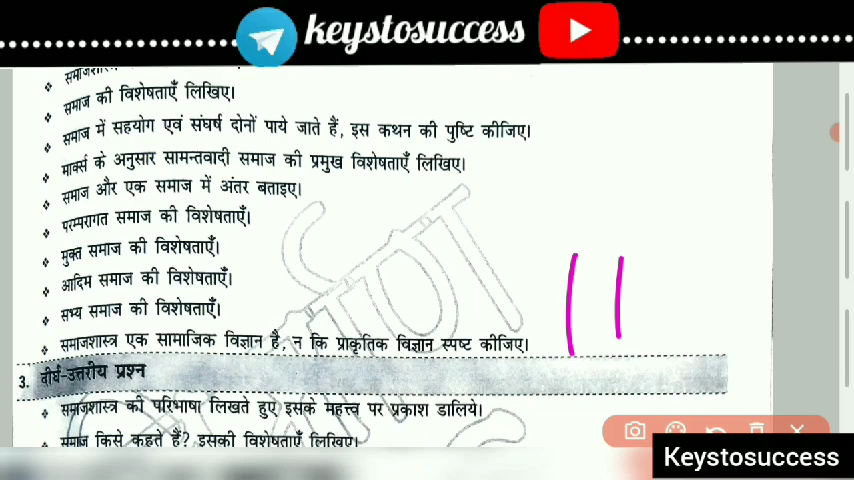 keystosuccess
समाज की विशेषताएँ लिखिए।
समाज में सहयोग एवं संघर्ष दोनों पाये जाते हैं, इस कथन की पुष्टि कीजिए।
मार्क्स के अनुसार सामन्तवादी समाज की प्रमुख विशेषताएँ लिखिए।
समाज और एक समाज में अंतर बताइए।
परम्परागत समाज की विशेषताएँ।
मुक्त समाज की विशेषताएँ।
आदिम समाज की विशेषताएँ।
सभ्य समाज की विशेषताएँ।
समाजशास्त्र एक सामाजिक विज्ञान है, न कि प्राकृतिक विज्ञान स्पष्ट कीजिए।
3. दीर्घ-उत्तरीय प्रश्न
समाजशास्त्र की परिभाषा लिखते हुए इसके महत्त्व पर प्रकाश डालिये।
समाज किसे कहते हैं? इसकी विशेषताएँ लिखिए।
Keystosuccess